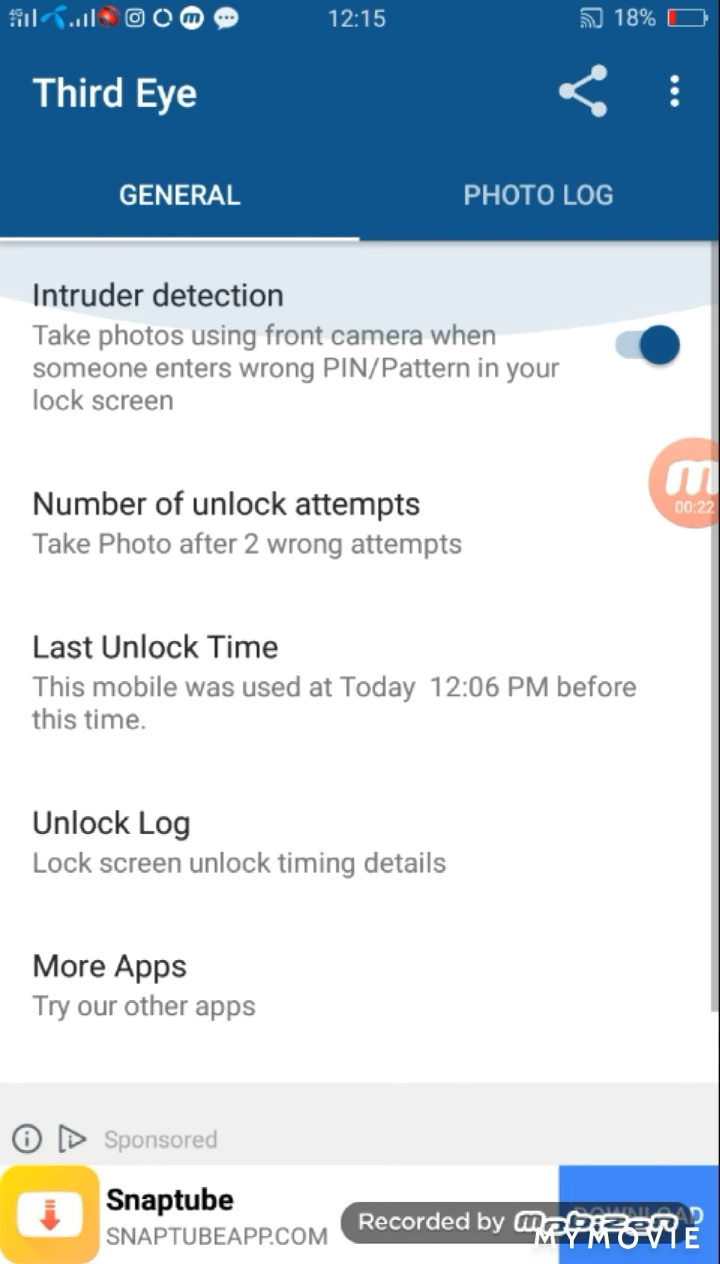 12:15
18%
Third Eye
GENERAL
PHOTO LOG
Intruder detection
Take photos using front camera when
someone enters wrong PIN/Pattern in your
lock screen
00:22
Number of unlock attempts
Take Photo after 2 wrong attempts
Last Unlock Time
This mobile was used at Today 12:06 PM before
this time.
Unlock Log
Lock screen unlock timing details
More Apps
Try our other apps
Sponsored
Snaptube
SNAPTUBEAPP.COM
DOWNLOAD
Recorded by Mobizen
MYMOVIE